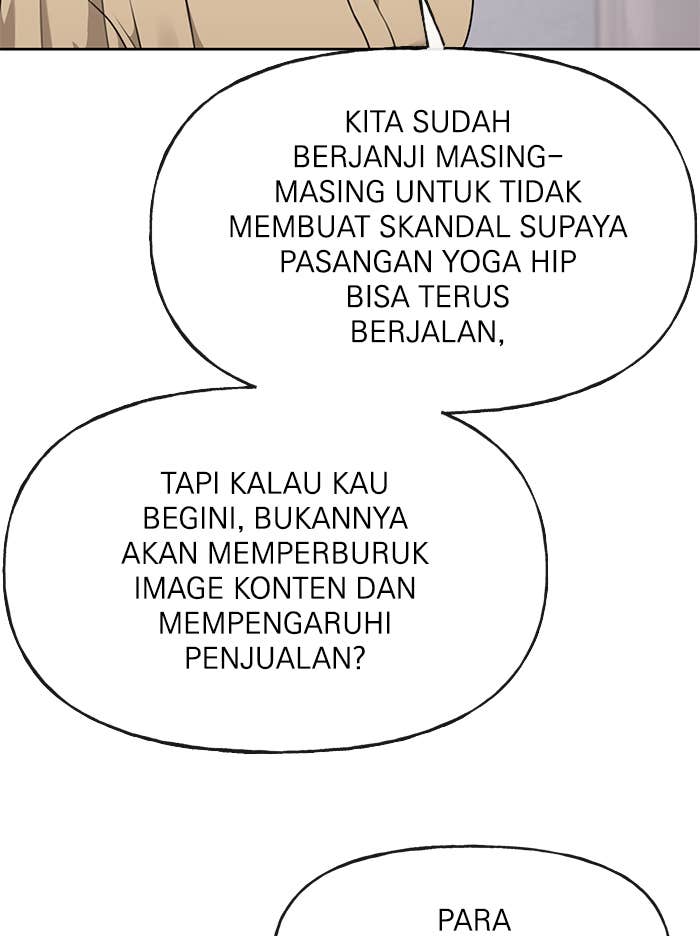 KITA SUDAH
BERJANJI MASING-
MASING UNTUK TIDAK
MEMBUAT SKANDAL SUPAYA
PASANGAN YOGA HIP
BISA TERUS
BERJALAN,
TAPI KALAU KAU
BEGINI, BUKANNYA
AKAN MEMPERBURUK
IMAGE KONTEN DAN
MEMPENGARUHI
PENJUALAN?
PARA